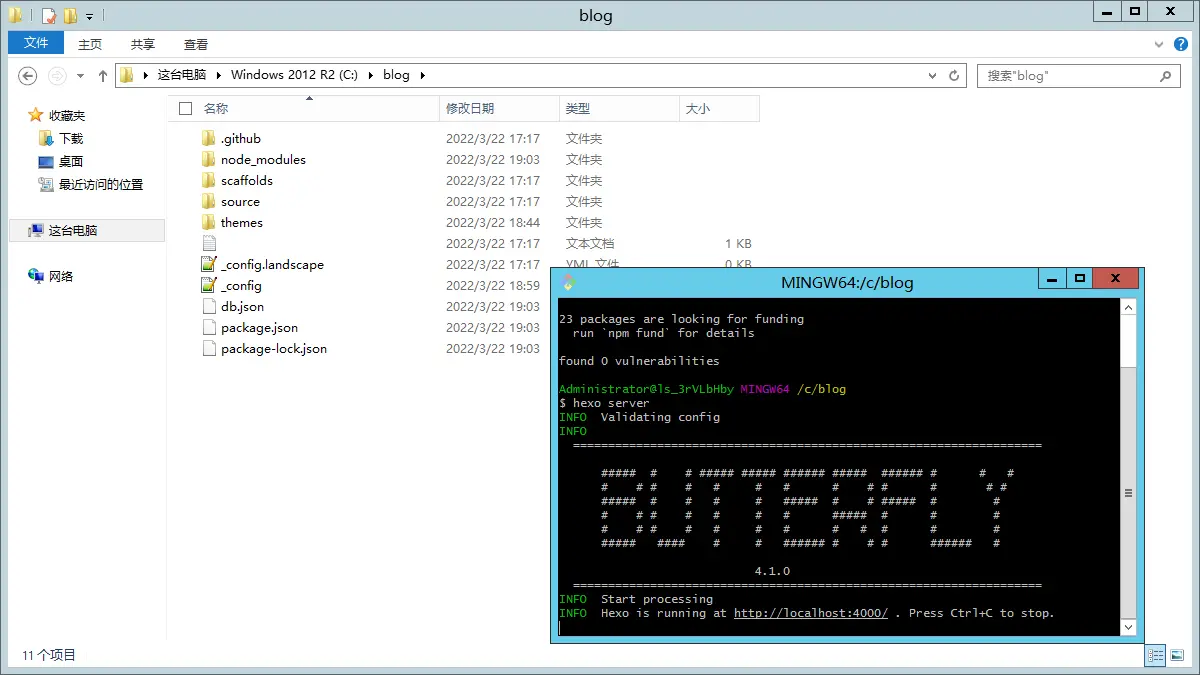 blog
文件 主页 共享 查看
这台电脑 Windows 2012 R2 (C:) blog
搜索"blog"
收藏夹
下载
桌面
最近访问的位置
这台电脑
网络
名称 修改日期 类型 大小
.github 2022/3/22 17:17 文件夹
node_modules 2022/3/22 19:03 文件夹
scaffolds 2022/3/22 17:17 文件夹
source 2022/3/22 17:17 文件夹
themes 2022/3/22 18:44 文件夹
2022/3/22 17:17 文本文档 1 KB
_config.landscape 2022/3/22 17:17 YML 文件 0 KB
_config 2022/3/22 18:59
db.json 2022/3/22 19:03
package.json 2022/3/22 19:03
package-lock.json 2022/3/22 19:03
11 个项目
MINGW64:/c/blog
23 packages are looking for funding
run `npm fund` for details
found 0 vulnerabilities
Administrator@ls_3rVLbHby MINGW64 /c/blog
$ hexo server
INFO Validating config
INFO
===================================================================
BUTTERFLY
4.1.0
===================================================================
INFO Start processing
INFO Hexo is running at http://localhost:4000/ . Press Ctrl+C to stop.